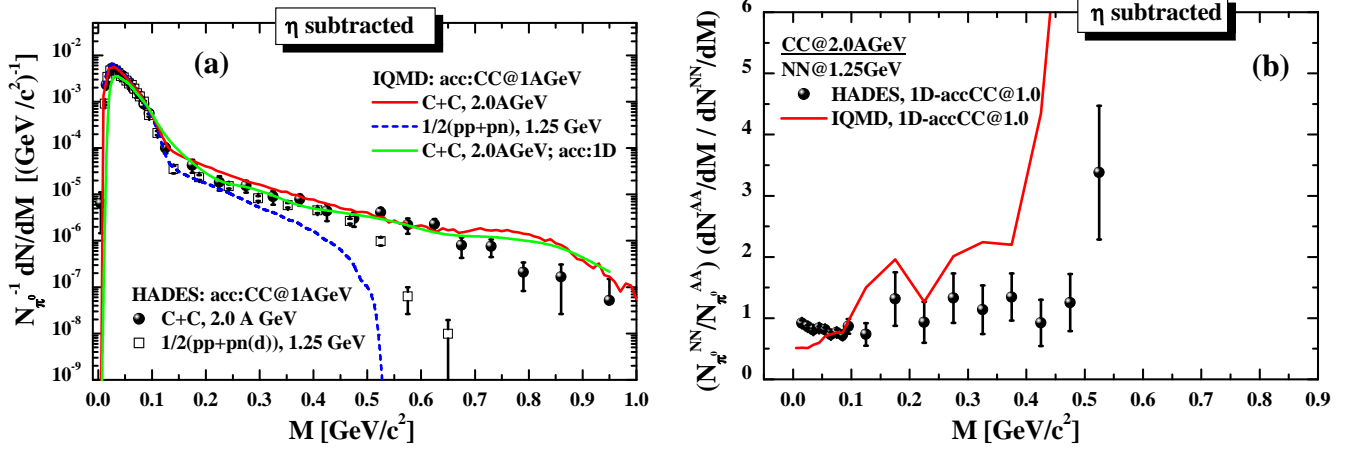 η subtracted
(a)
IQMD: acc:CC@1AGeV
C+C, 2.0AGeV
1/2(pp+pn), 1.25 GeV
C+C, 2.0AGeV; acc:1D
HADES: acc:CC@1AGeV
C+C, 2.0 A GeV
1/2(pp+pn(d)), 1.25 GeV
N_π⁰⁻¹ dN/dM [(GeV /c²)⁻¹]
10⁻²
10⁻³
10⁻⁴
10⁻⁵
10⁻⁶
10⁻⁷
10⁻⁸
10⁻⁹
0.0 0.1 0.2 0.3 0.4 0.5 0.6 0.7 0.8 0.9 1.0
M [GeV/c²]
η subtracted
(b)
CC@2.0AGeV
NN@1.25GeV
HADES, 1D-accCC@1.0
IQMD, 1D-accCC@1.0
(N_π⁰^NN/N_π⁰^AA) (dN^AA/dM / dN^NN/dM)
6
5
4
3
2
1
0
0.0 0.1 0.2 0.3 0.4 0.5 0.6 0.7 0.8 0.9
M [GeV/c²]